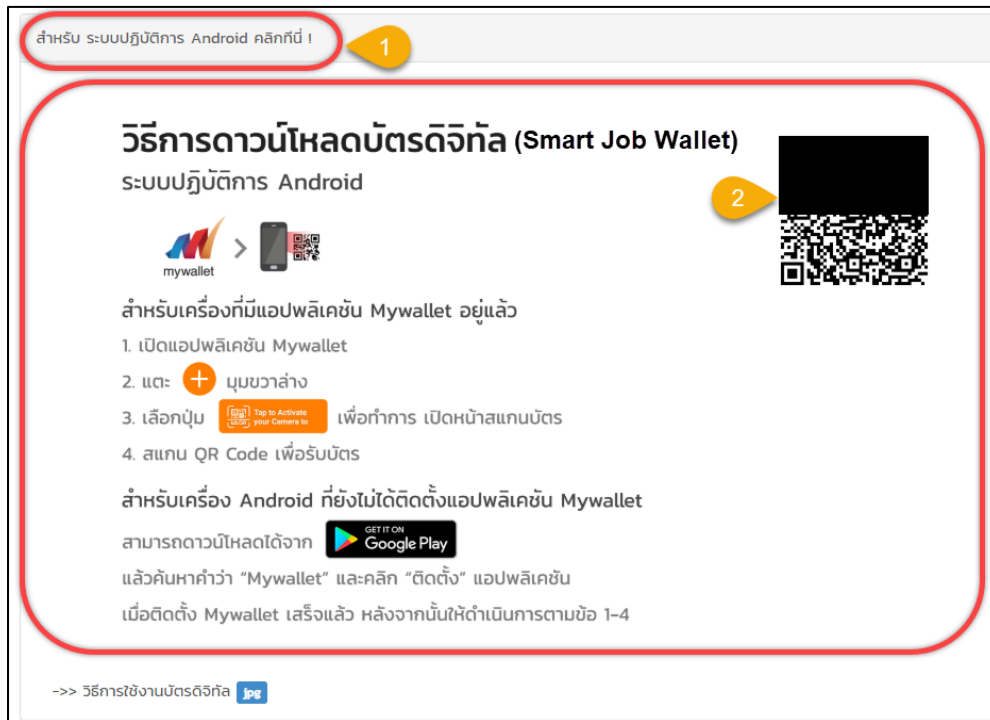 สำหรับ ระบบปฏิบัติการ Android คลิกทีนี่ !
1
วิธีการดาวน์โหลดบัตรดิจิทัล (Smart Job Wallet)
ระบบปฏิบัติการ Android
2
mywallet
สำหรับเครื่องที่มีแอปพลิเคชัน Mywallet อยู่แล้ว
1. เปิดแอปพลิเคชัน Mywallet
2. แตะ + มุมขวาล่าง
3. เลือกปุ่ม Tap to Activate your Camera to เพื่อทำการ เปิดหน้าสแกนบัตร
4. สแกน QR Code เพื่อรับบัตร
สำหรับเครื่อง Android ที่ยังไม่ได้ติดตั้งแอปพลิเคชัน Mywallet
สามารถดาวน์โหลดได้จาก GET IT ON Google Play
แล้วค้นหาคำว่า “Mywallet” และคลิก “ติดตั้ง” แอปพลิเคชัน
เมื่อติดตั้ง Mywallet เสร็จแล้ว หลังจากนั้นให้ดำเนินการตามข้อ 1-4
->> วิธีการใช้งานบัตรดิจิทัล jpg